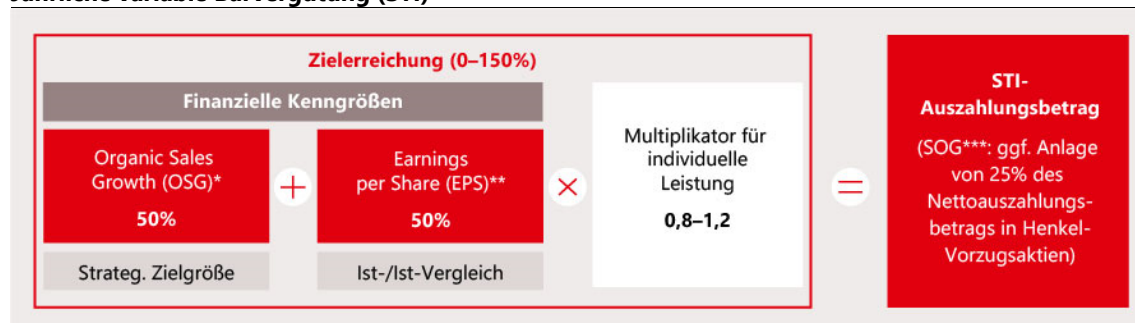 Zielerreichung (0–150%)
Finanzielle Kenngrößen
Organic Sales
Growth (OSG)*
50%
+
Earnings
per Share (EPS)**
50%
×
Multiplikator für
individuelle
Leistung
0,8–1,2
=
STI-
Auszahlungsbetrag
(SOG***: ggf. Anlage
von 25% des
Nettoauszahlungs-
betrags in Henkel-
Vorzugsaktien)
Strateg. Zielgröße
Ist-/Ist-Vergleich